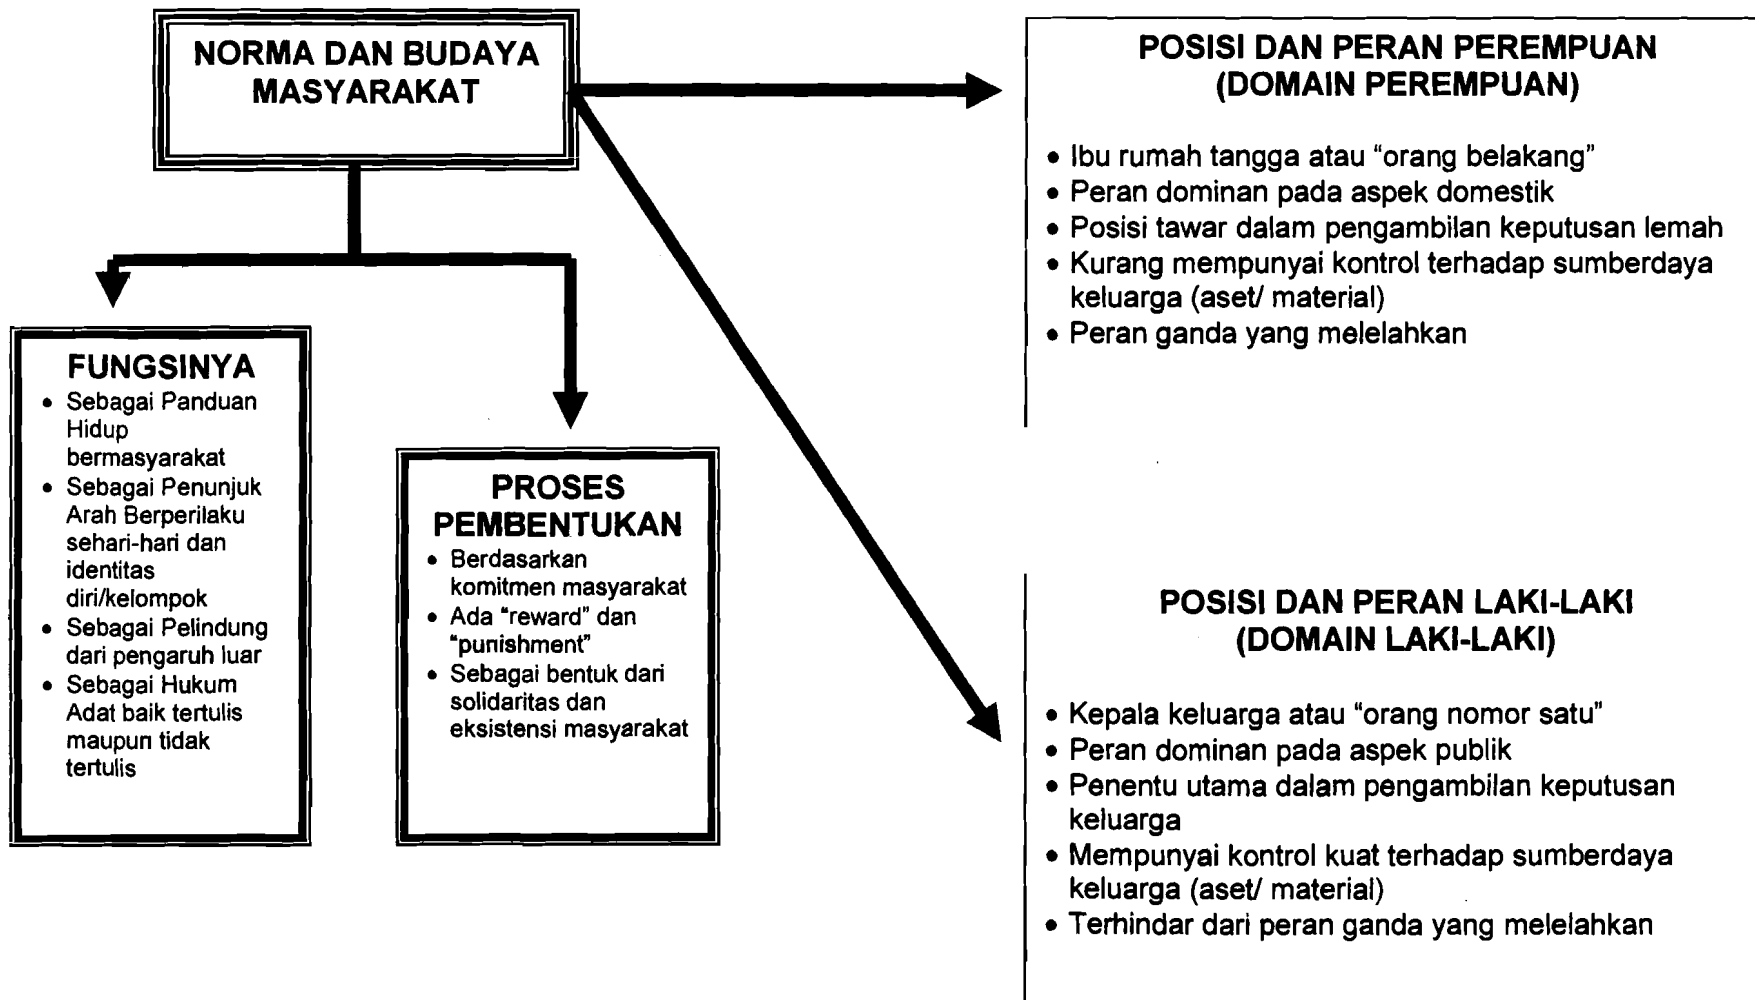 NORMA DAN BUDAYA
MASYARAKAT
FUNGSINYA
• Sebagai Panduan
Hidup
bermasyarakat
• Sebagai Penunjuk
Arah Berperilaku
sehari-hari dan
identitas
diri/kelompok
• Sebagai Pelindung
dari pengaruh luar
• Sebagai Hukum
Adat baik tertulis
maupun tidak
tertulis
PROSES
PEMBENTUKAN
• Berdasarkan
komitmen masyarakat
• Ada “reward” dan
“punishment”
• Sebagai bentuk dari
solidaritas dan
eksistensi masyarakat
POSISI DAN PERAN PEREMPUAN
(DOMAIN PEREMPUAN)
• Ibu rumah tangga atau “orang belakang”
• Peran dominan pada aspek domestik
• Posisi tawar dalam pengambilan keputusan lemah
• Kurang mempunyai kontrol terhadap sumberdaya
keluarga (aset/ material)
• Peran ganda yang melelahkan
POSISI DAN PERAN LAKI-LAKI
(DOMAIN LAKI-LAKI)
• Kepala keluarga atau “orang nomor satu”
• Peran dominan pada aspek publik
• Penentu utama dalam pengambilan keputusan
keluarga
• Mempunyai kontrol kuat terhadap sumberdaya
keluarga (aset/ material)
• Terhindar dari peran ganda yang melelahkan